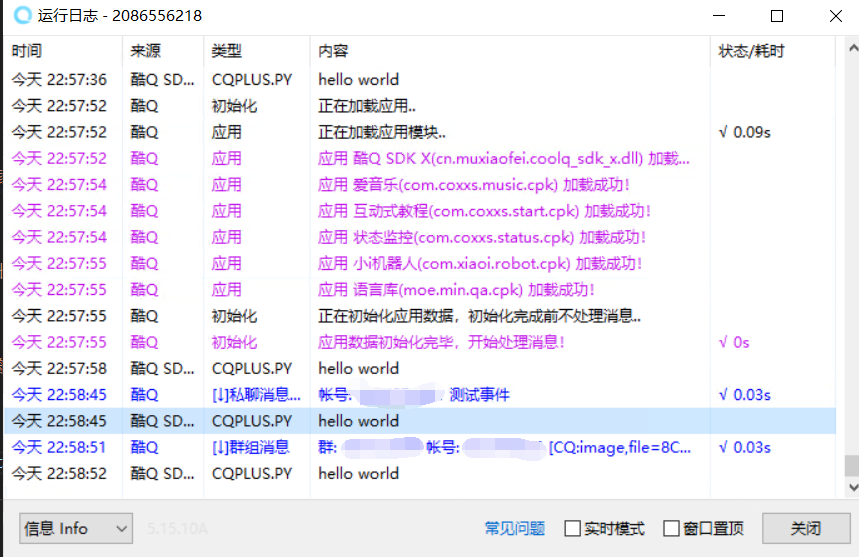 运行日志 - 2086556218
时间 来源 类型 内容 状态/耗时
今天 22:57:36 酷Q SD... CQPLUS.PY hello world
今天 22:57:52 酷Q 初始化 正在加载应用..
今天 22:57:52 酷Q 应用 正在加载应用模块.. √ 0.09s
今天 22:57:52 酷Q 应用 应用 酷Q SDK X(cn.muxiaofei.coolq_sdk_x.dll) 加载...
今天 22:57:54 酷Q 应用 应用 爱音乐(com.coxxs.music.cpk) 加载成功!
今天 22:57:54 酷Q 应用 应用 互动式教程(com.coxxs.start.cpk) 加载成功!
今天 22:57:54 酷Q 应用 应用 状态监控(com.coxxs.status.cpk) 加载成功!
今天 22:57:55 酷Q 应用 应用 小i机器人(com.xiaoi.robot.cpk) 加载成功!
今天 22:57:55 酷Q 应用 应用 语言库(moe.min.qa.cpk) 加载成功!
今天 22:57:55 酷Q 初始化 正在初始化应用数据，初始化完成前不处理消息..
今天 22:57:55 酷Q 初始化 应用数据初始化完毕，开始处理消息! √ 0s
今天 22:57:58 酷Q SD... CQPLUS.PY hello world
今天 22:58:45 酷Q [↓]私聊消息... 帐号: 测试事件 √ 0.03s
今天 22:58:45 酷Q SD... CQPLUS.PY hello world
今天 22:58:51 酷Q [↓]群组消息 群: 帐号: [CQ:image,file=8C... √ 0.03s
今天 22:58:52 酷Q SD... CQPLUS.PY hello world
信息 Info 5.15.10A 常见问题 实时模式 窗口置顶 关闭